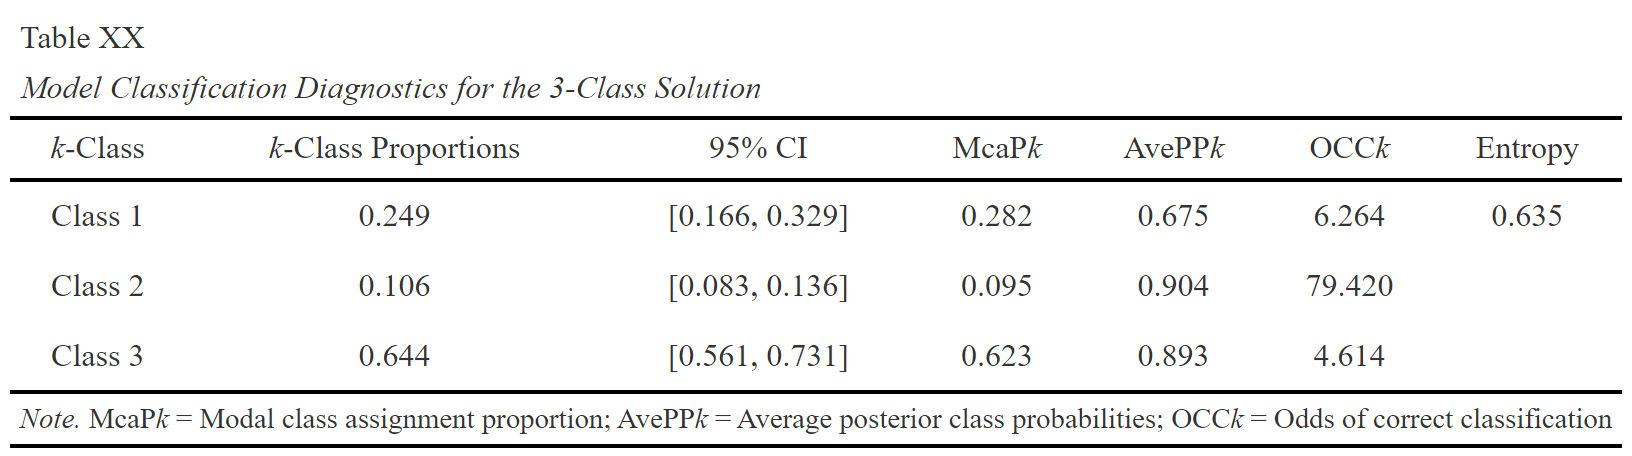 Table XX
Model Classification Diagnostics for the 3-Class Solution
k-Class k-Class Proportions 95% CI McaPk AvePPk OCCk Entropy
Class 1 0.249 [0.166, 0.329] 0.282 0.675 6.264 0.635
Class 2 0.106 [0.083, 0.136] 0.095 0.904 79.420
Class 3 0.644 [0.561, 0.731] 0.623 0.893 4.614
Note. McaPk = Modal class assignment proportion; AvePPk = Average posterior class probabilities; OCCk = Odds of correct classification